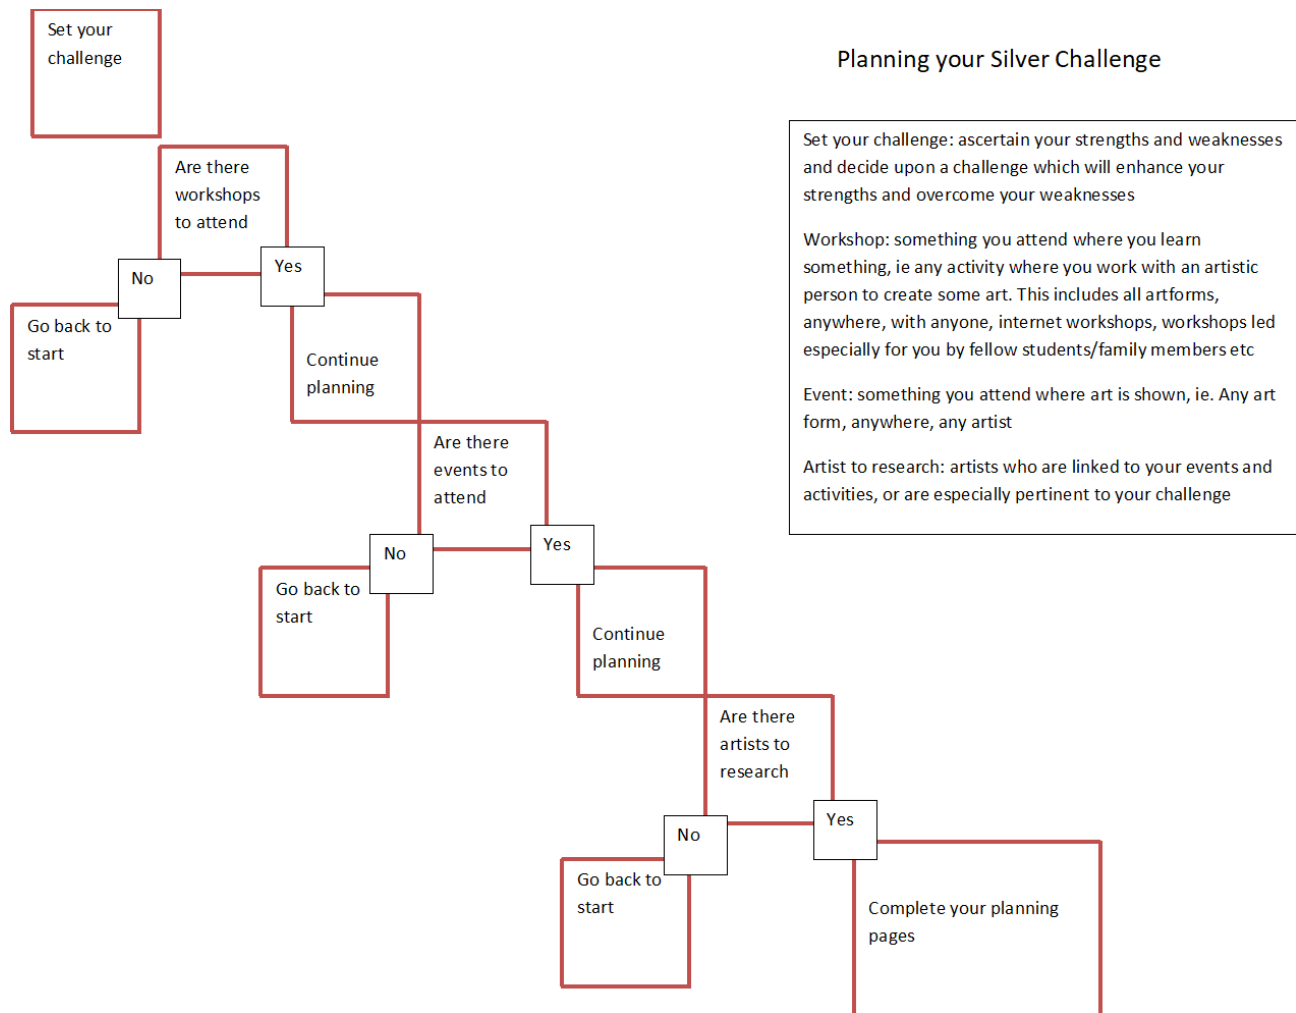 Set your
challenge
Planning your Silver Challenge
Set your challenge: ascertain your strengths and weaknesses
and decide upon a challenge which will enhance your
strengths and overcome your weaknesses
Workshop: something you attend where you learn
something, ie any activity where you work with an artistic
person to create some art. This includes all artforms,
anywhere, with anyone, internet workshops, workshops led
especially for you by fellow students/family members etc
Event: something you attend where art is shown, ie. Any art
form, anywhere, any artist
Artist to research: artists who are linked to your events and
activities, or are especially pertinent to your challenge
Are there
workshops
to attend
No
Yes
Go back to
start
Continue
planning
Are there
events to
attend
No
Yes
Go back to
start
Continue
planning
Are there
artists to
research
No
Yes
Go back to
start
Complete your planning
pages